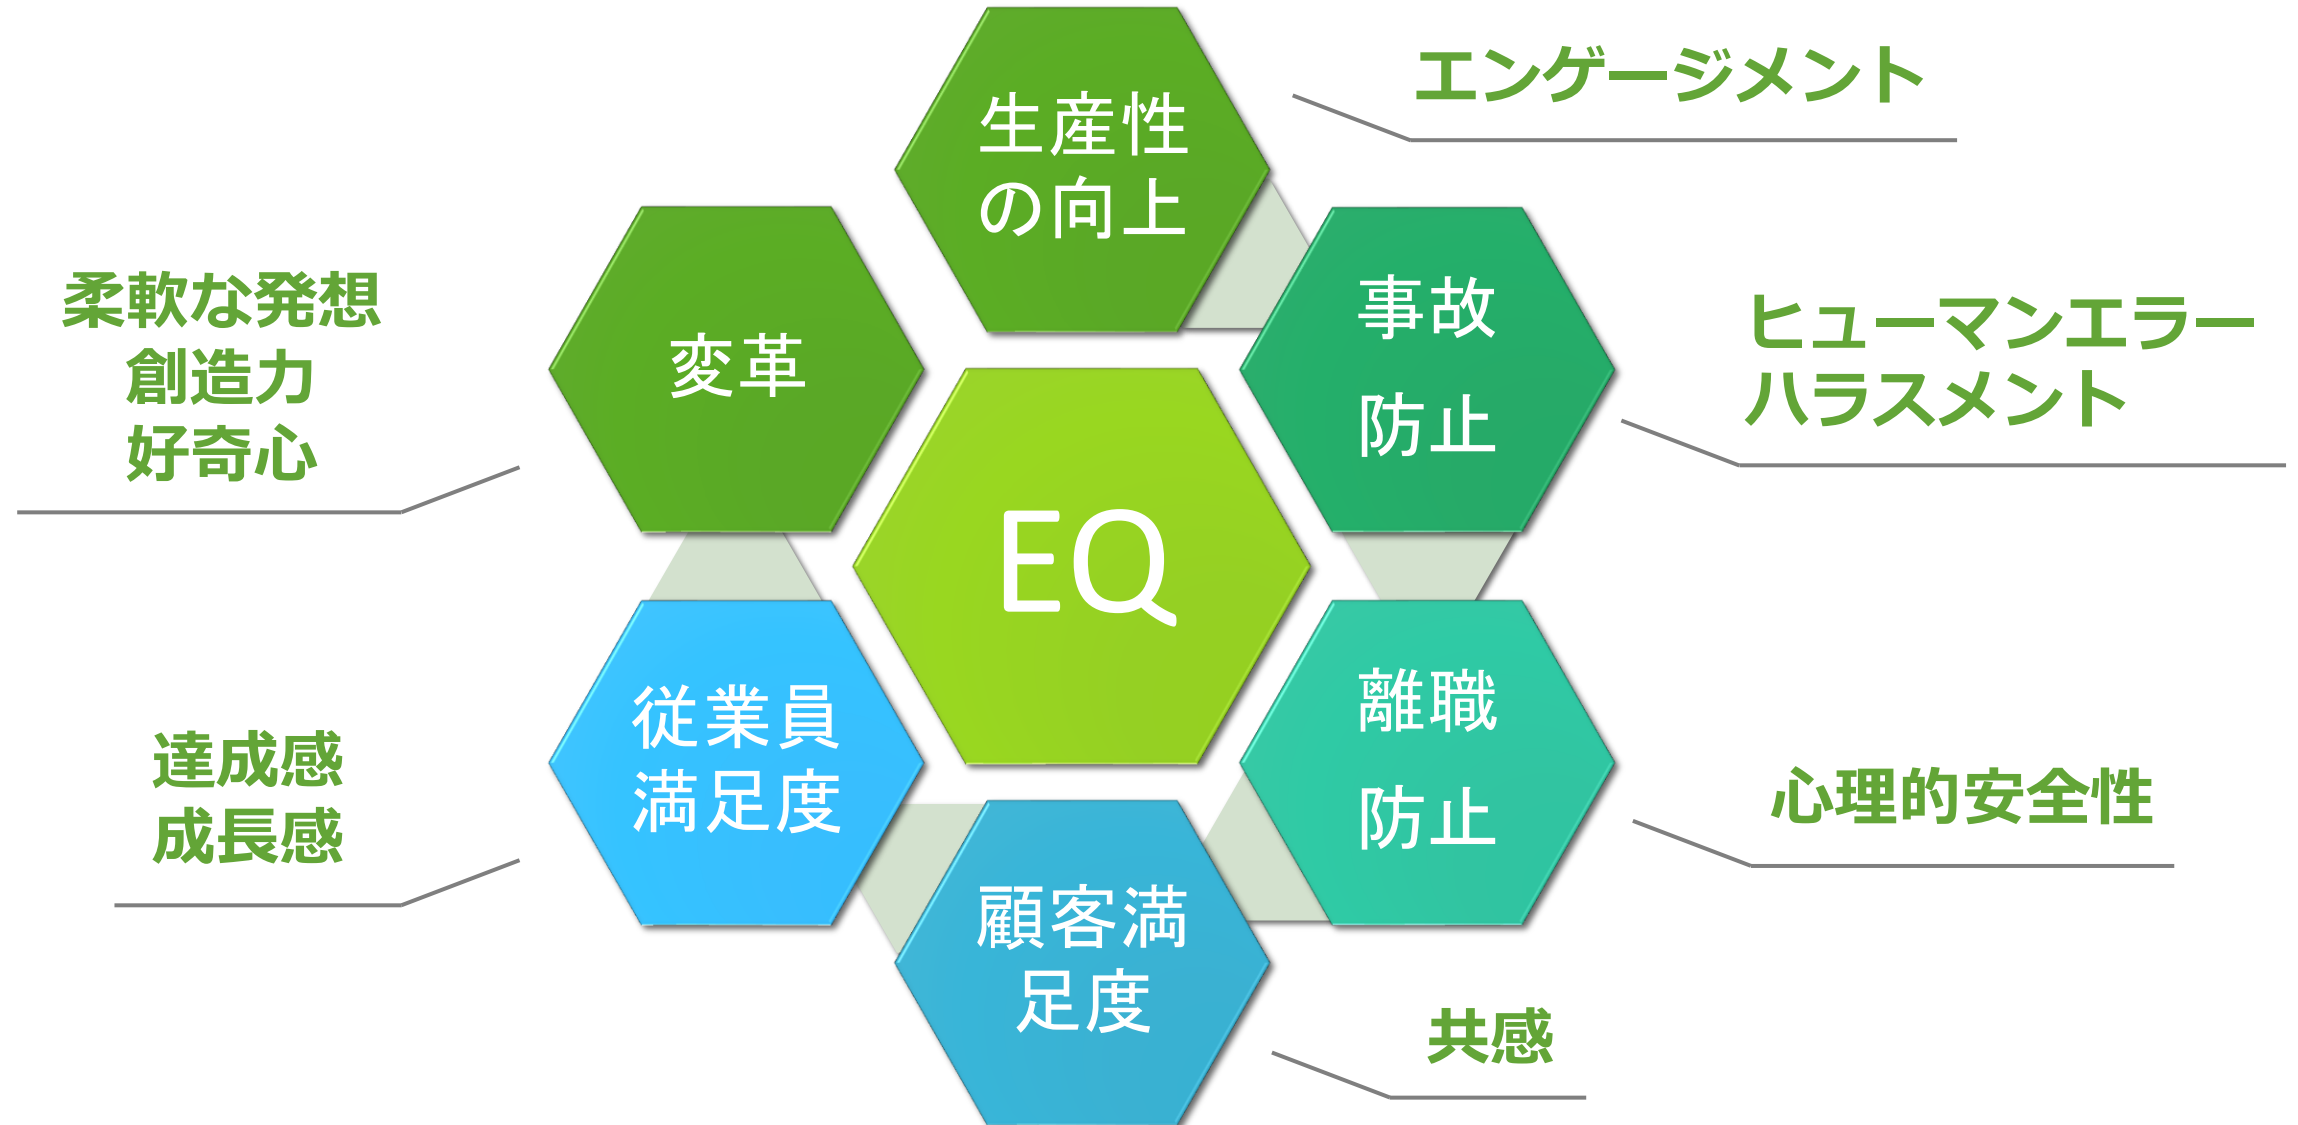 生産性
の向上
エンゲージメント
事故
防止
ヒューマンエラー
ハラスメント
離職
防止
心理的安全性
顧客満
足度
共感
従業員
満足度
達成感
成長感
変革
柔軟な発想
創造力
好奇心
EQ